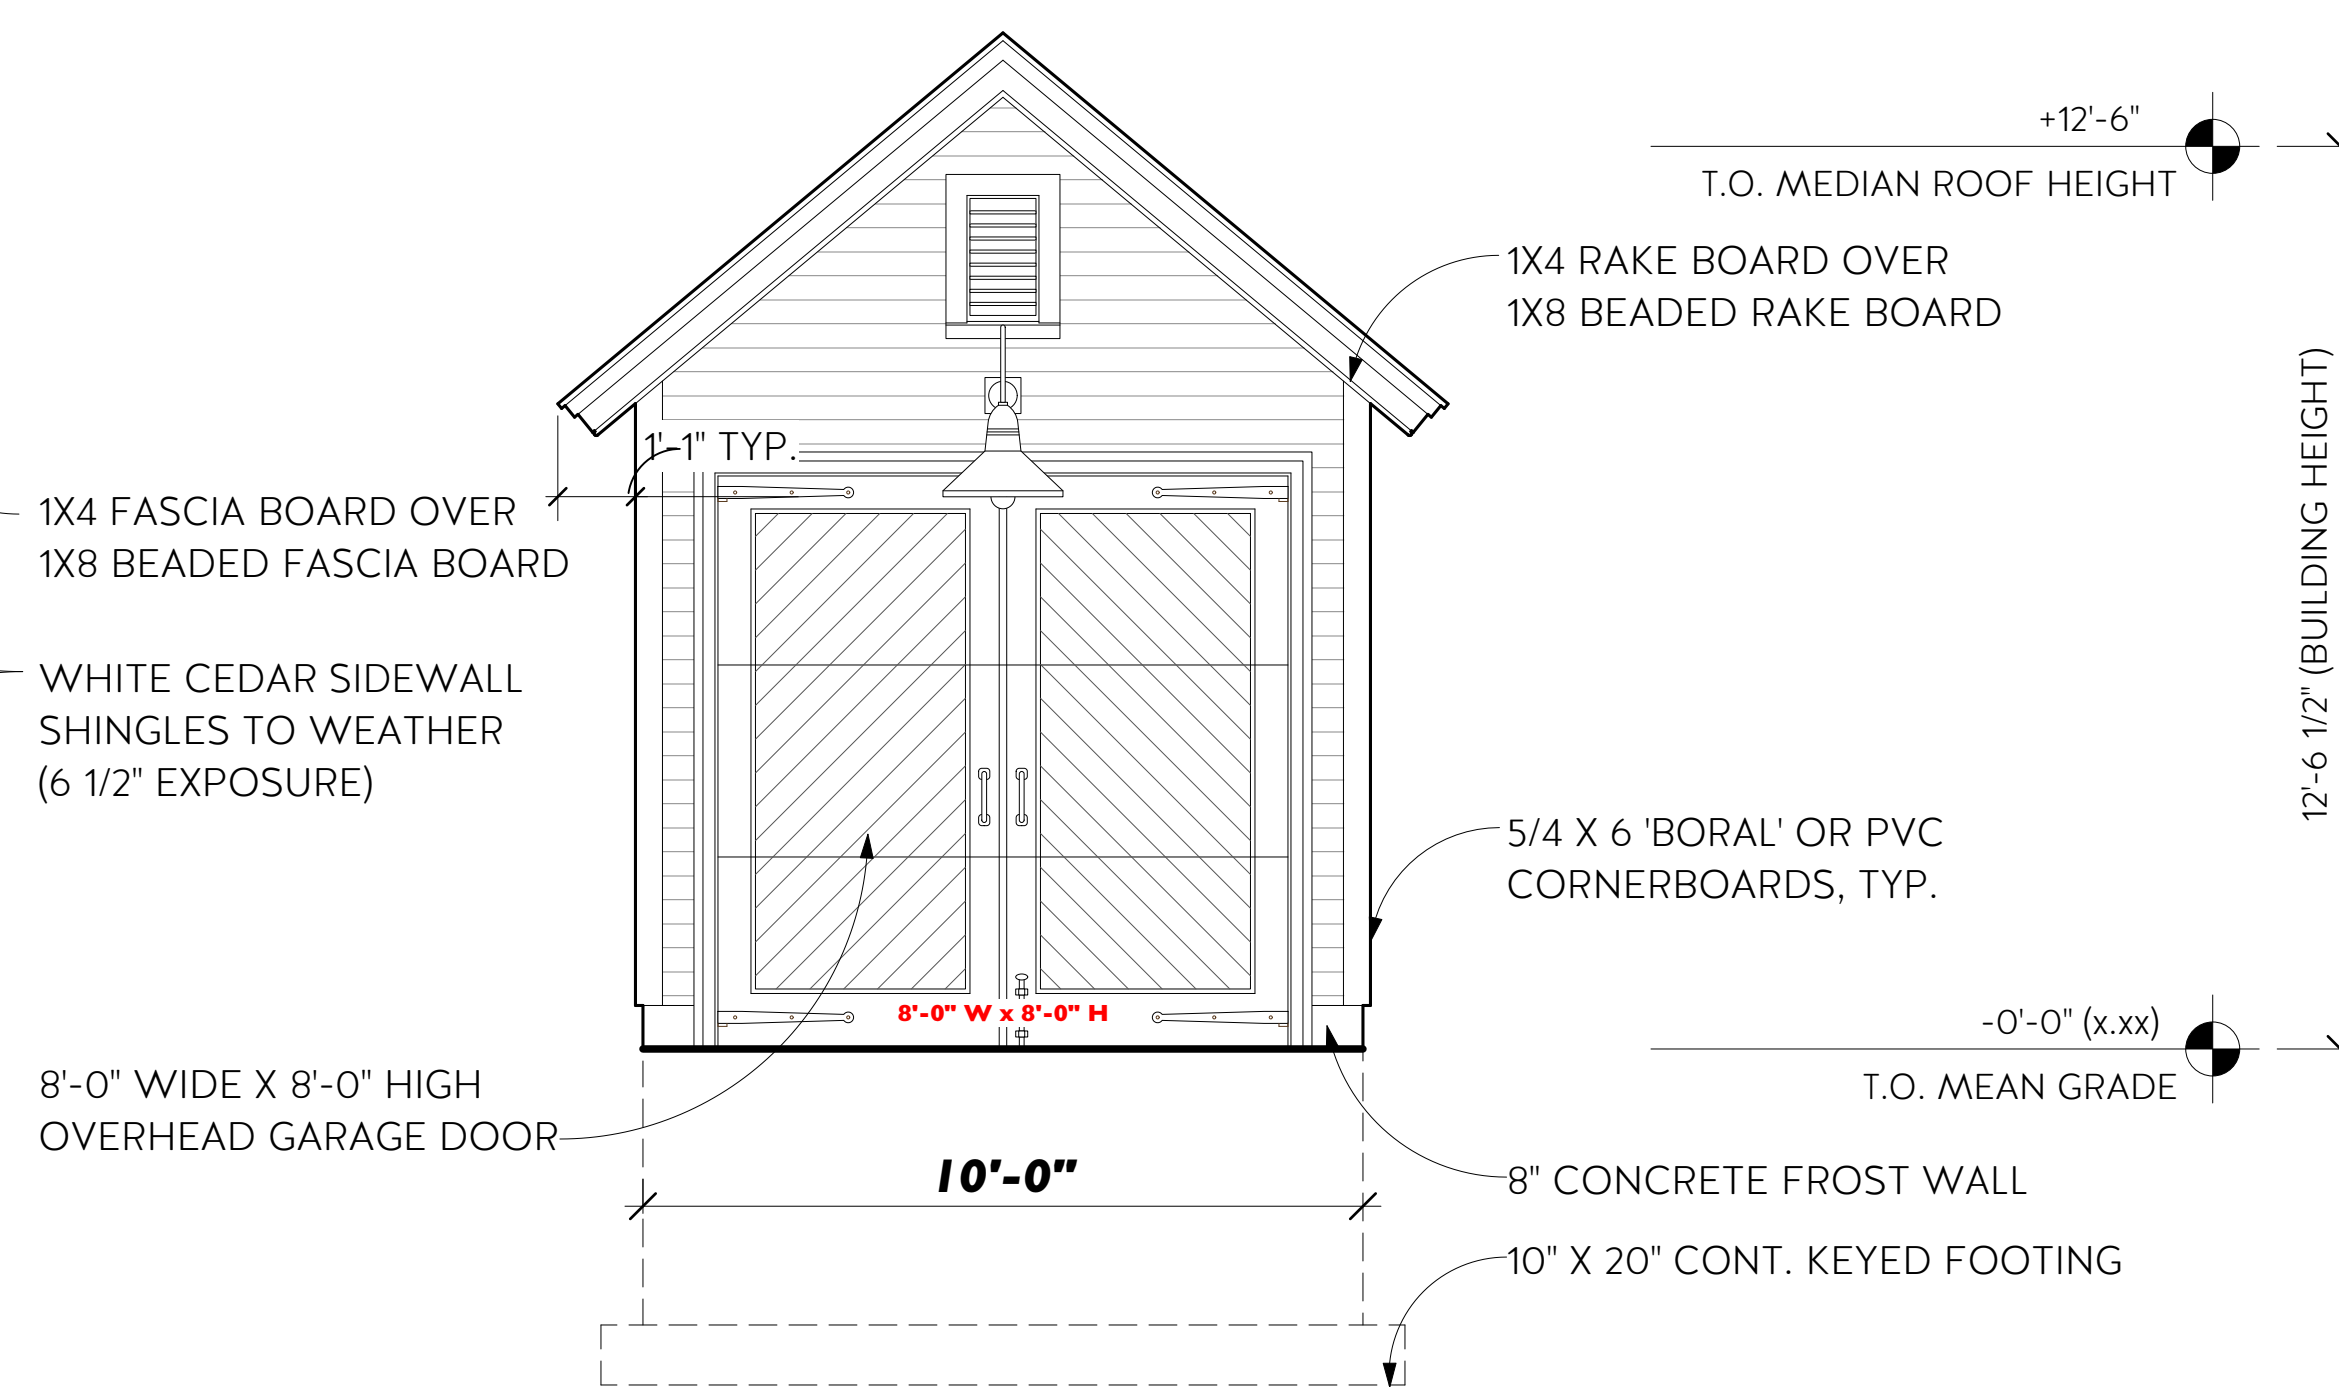 +12'-6"
T.O. MEDIAN ROOF HEIGHT
1X4 RAKE BOARD OVER
1X8 BEADED RAKE BOARD
12'-6 1/2" (BUILDING HEIGHT)
1'-1" TYP.
1X4 FASCIA BOARD OVER
1X8 BEADED FASCIA BOARD
WHITE CEDAR SIDEWALL
SHINGLES TO WEATHER
(6 1/2" EXPOSURE)
5/4 X 6 'BORAL' OR PVC
CORNERBOARDS, TYP.
8'-0" W x 8'-0" H
-0'-0" (x.xx)
T.O. MEAN GRADE
8'-0" WIDE X 8'-0" HIGH
OVERHEAD GARAGE DOOR
10'-0"
8" CONCRETE FROST WALL
10" X 20" CONT. KEYED FOOTING